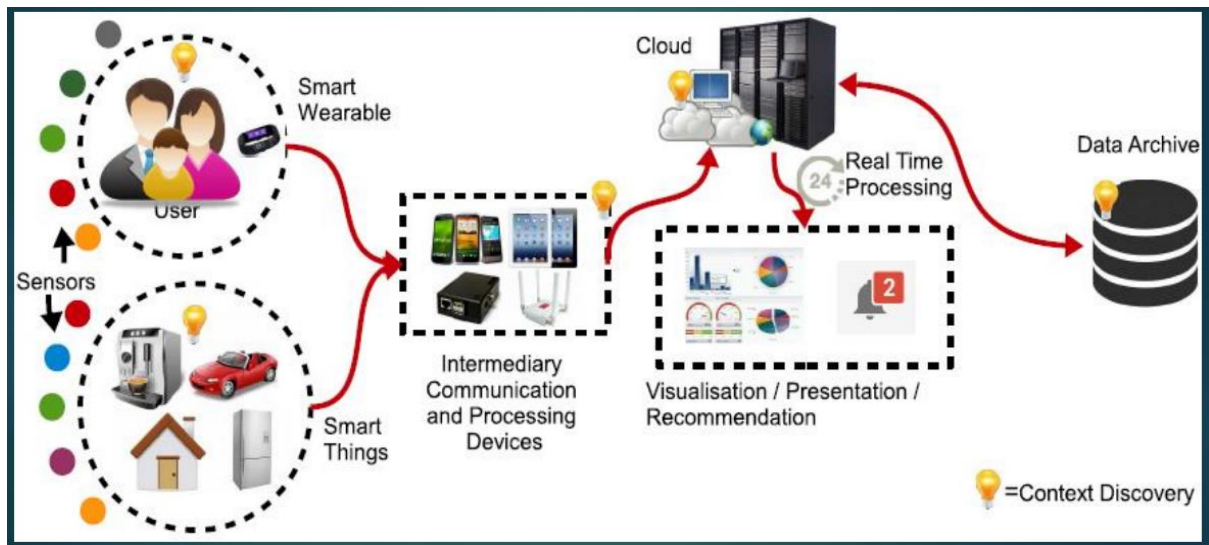 Smart
Wearable
User
Sensors
Smart
Things
Intermediary
Communication
and Processing
Devices
Cloud
24
Real Time
Processing
2
Visualisation / Presentation /
Recommendation
Data Archive
=Context Discovery